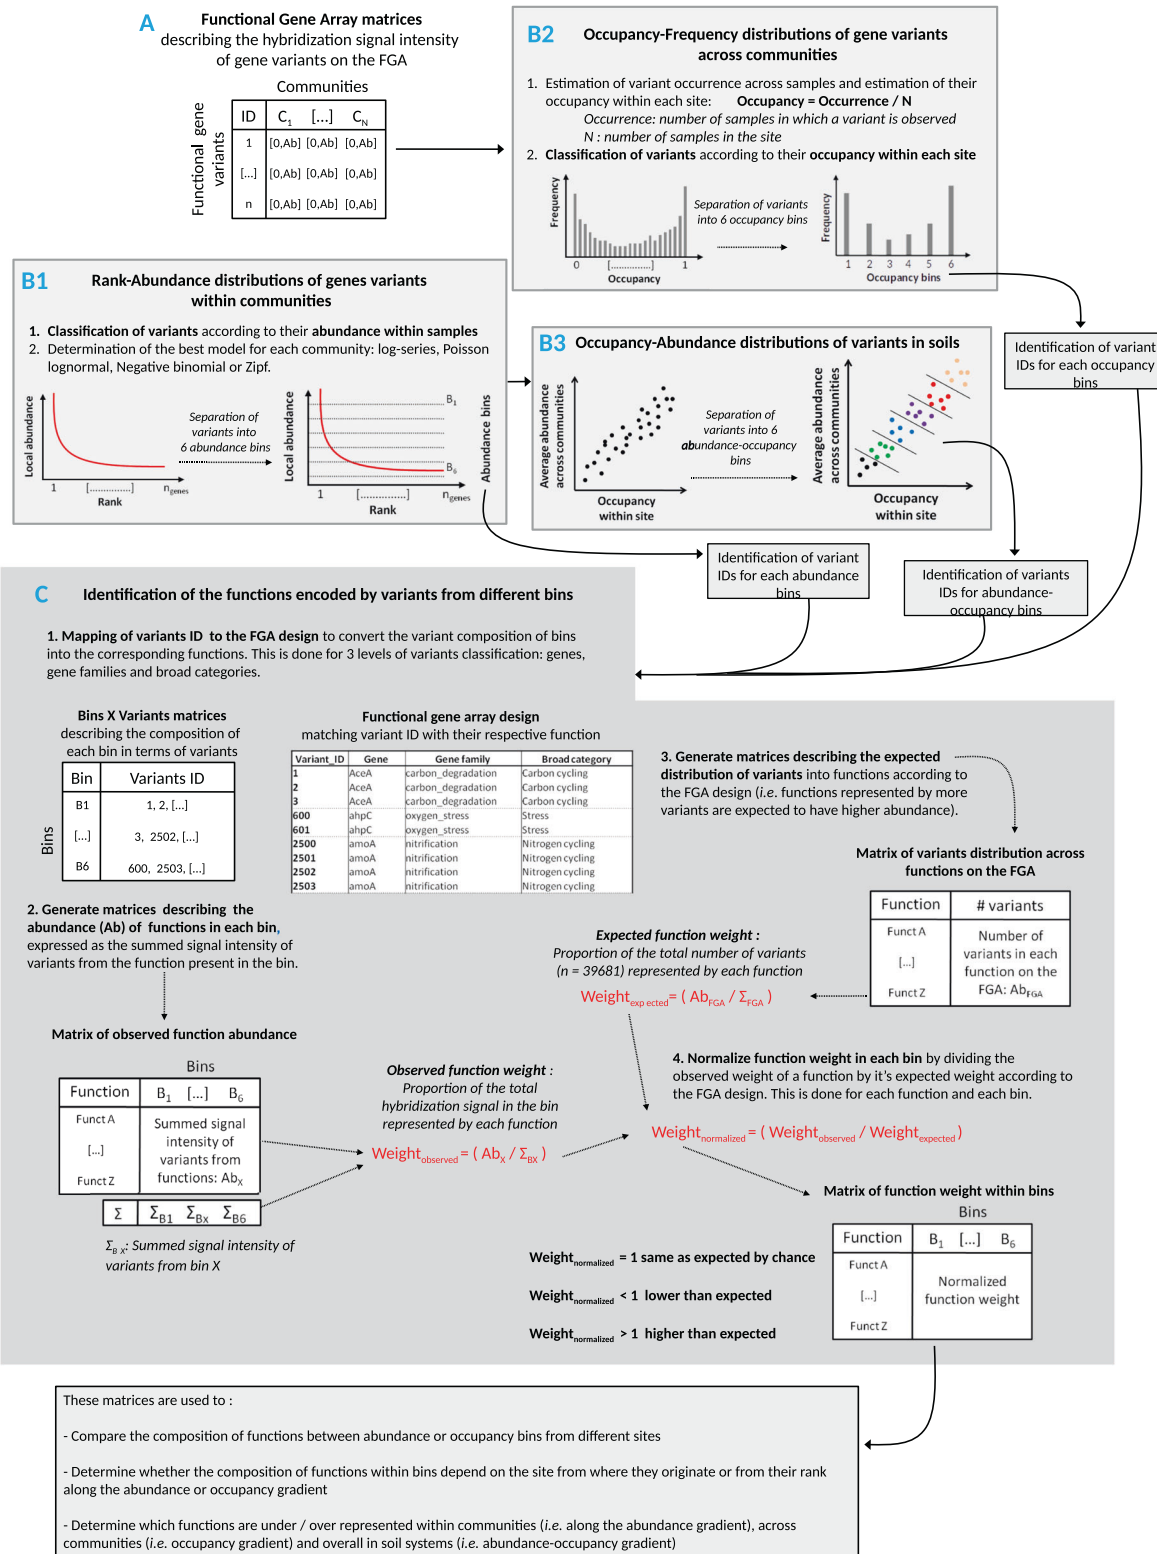 A
Functional Gene Array matrices
describing the hybridization signal intensity
of gene variants on the FGA
Communities
Functional gene
variants
ID C1 [...] CN
1 [0,Ab] [0,Ab] [0,Ab]
[...] [0,Ab] [0,Ab] [0,Ab]
n [0,Ab] [0,Ab] [0,Ab]
B2
Occupancy-Frequency distributions of gene variants
across communities
1. Estimation of variant occurrence across samples and estimation of their
occupancy within each site: Occupancy = Occurrence / N
Occurrence: number of samples in which a variant is observed
N : number of samples in the site
2. Classification of variants according to their occupancy within each site
Frequency
0 [..............] 1
Occupancy
Separation of variants
into 6 occupancy bins
Frequency
1 2 3 4 5 6
Occupancy bins
B1
Rank-Abundance distributions of genes variants
within communities
1. Classification of variants according to their abundance within samples
2. Determination of the best model for each community: log-series, Poisson
lognormal, Negative binomial or Zipf.
Local abundance
1 [..............] ngenes
Rank
Separation of
variants into
6 abundance bins
Local abundance
B1
B6
1 [..............] ngenes
Rank
Abundance bins
B3
Occupancy-Abundance distributions of variants in soils
Average abundance
across communities
Occupancy
within site
Separation of
variants into 6
abundance-occupancy
bins
Average abundance
across communities
Occupancy
within site
Identification of variant
IDs for each occupancy
bins
Identification of variant
IDs for each abundance
bins
Identification of variants
IDs for abundance-
occupancy bins
C
Identification of the functions encoded by variants from different bins
1. Mapping of variants ID to the FGA design to convert the variant composition of bins
into the corresponding functions. This is done for 3 levels of variants classification: genes,
gene families and broad categories.
Bins X Variants matrices
describing the composition of
each bin in terms of variants
Bins
Bin Variants ID
B1 1, 2, [...]
[...] 3, 2502, [...]
B6 600, 2503, [...]
Functional gene array design
matching variant ID with their respective function
Variant_ID Gene Gene family Broad category
1 AceA carbon_degradation Carbon cycling
2 AceA carbon_degradation Carbon cycling
3 AceA carbon_degradation Carbon cycling
600 ahpC oxygen_stress Stress
601 ahpC oxygen_stress Stress
2500 amoA nitrification Nitrogen cycling
2501 amoA nitrification Nitrogen cycling
2502 amoA nitrification Nitrogen cycling
2503 amoA nitrification Nitrogen cycling
3. Generate matrices describing the expected
distribution of variants into functions according to
the FGA design (i.e. functions represented by more
variants are expected to have higher abundance).
Matrix of variants distribution across
functions on the FGA
Function # variants
Funct A
[...]
Funct Z
Number of
variants in each
function on the
FGA: AbFGA
2. Generate matrices describing the
abundance (Ab) of functions in each bin,
expressed as the summed signal intensity of
variants from the function present in the bin.
Expected function weight :
Proportion of the total number of variants
(n = 39681) represented by each function
Weightexp ected= ( AbFGA / ΣFGA )
Matrix of observed function abundance
Bins
Function B1 [...] B6
Funct A
[...]
Funct Z
Summed signal
intensity of
variants from
functions: AbX
Σ ΣB1 ΣBx ΣB6
ΣB X: Summed signal intensity of
variants from bin X
Observed function weight :
Proportion of the total
hybridization signal in the bin
represented by each function
Weightobserved= ( AbX / ΣBX )
4. Normalize function weight in each bin by dividing the
observed weight of a function by it's expected weight according to
the FGA design. This is done for each function and each bin.
Weightnormalized = ( Weightobserved / Weightexpected)
Matrix of function weight within bins
Bins
Function B1 [...] B6
Funct A
[...]
Funct Z
Normalized
function weight
Weightnormalized = 1 same as expected by chance
Weightnormalized < 1 lower than expected
Weightnormalized > 1 higher than expected
These matrices are used to :
- Compare the composition of functions between abundance or occupancy bins from different sites
- Determine whether the composition of functions within bins depend on the site from where they originate or from their rank
along the abundance or occupancy gradient
- Determine which functions are under / over represented within communities (i.e. along the abundance gradient), across
communities (i.e. occupancy gradient) and overall in soil systems (i.e. abundance-occupancy gradient)